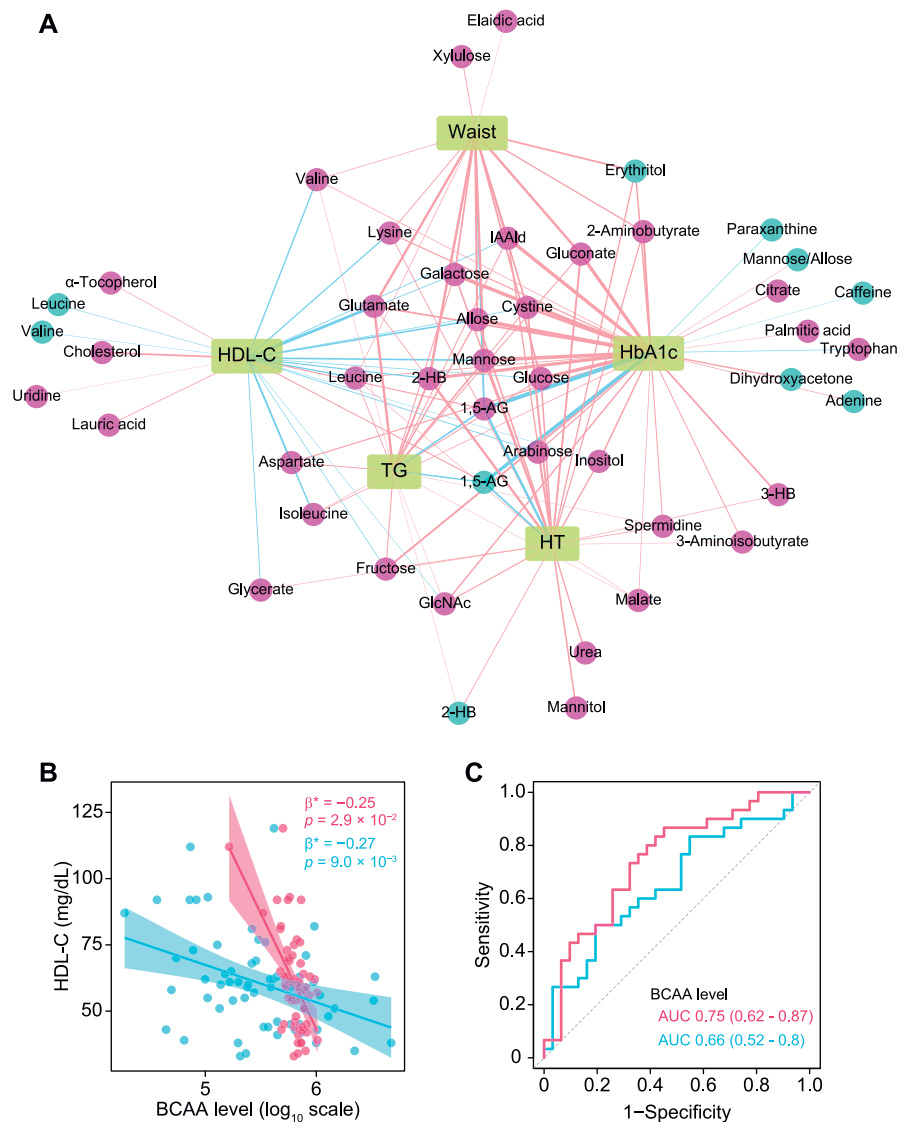 A
Elaidic acid
Xylulose
Waist
Valine
Erythritol
Lysine
IAAld
2-Aminobutyrate
Paraxanthine
Gluconate
Mannose/Allose
Galactose
α-Tocopherol
Citrate
Caffeine
Leucine
Glutamate
Cystine
Allose
Valine
Palmitic acid
Cholesterol
HDL-C
Mannose
HbA1c
Tryptophan
Leucine
2-HB
Glucose
Dihydroxyacetone
Uridine
Adenine
1,5-AG
Lauric acid
Arabinose
Aspartate
TG
Inositol
1,5-AG
3-HB
Isoleucine
Spermidine
HT
3-Aminoisobutyrate
Fructose
Glycerate
GlcNAc
Malate
Urea
2-HB
Mannitol
B
125
100
75
50
HDL-C (mg/dL)
β* = −0.25
p = 2.9 × 10−2
β* = −0.27
p = 9.0 × 10−3
5
6
BCAA level (log10 scale)
C
1.0
0.8
0.6
0.4
0.2
0
Sensitivity
BCAA level
AUC 0.75 (0.62 - 0.87)
AUC 0.66 (0.52 - 0.8)
0
0.2
0.4
0.6
0.8
1.0
1−Specificity